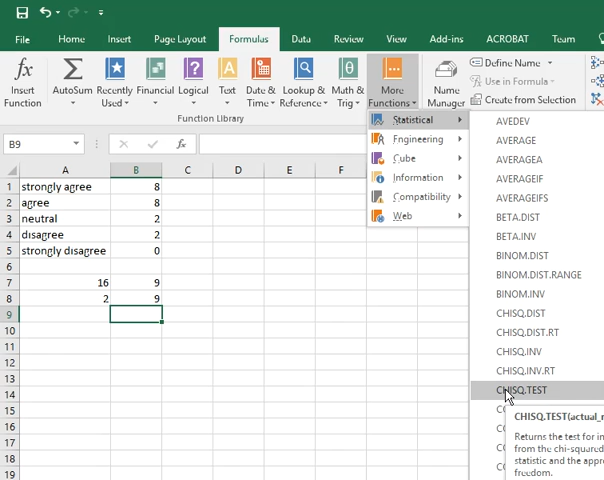 File Home Insert Page Layout Formulas Data Review View Add-ins ACROBAT Team
fx Insert Function
Σ AutoSum
Recently Used
Financial
Logical
A Text
Date & Time
Lookup & Reference
θ Math & Trig
More Functions
Name Manager
Define Name
Use in Formula
Create from Selection
Function Library
B9 fx
Statistical
Engineering
Cube
Information
Compatibility
Web
AVEDEV
AVERAGE
AVERAGEA
AVERAGEIF
AVERAGEIFS
BETA.DIST
BETA.INV
BINOM.DIST
BINOM.DIST.RANGE
BINOM.INV
CHISQ.DIST
CHISQ.DIST.RT
CHISQ.INV
CHISQ.INV.RT
CHISQ.TEST
CHISQ.TEST(actual_r
Returns the test for in
from the chi-squared
statistic and the appr
freedom.
A B C D E F
1 strongly agree 8
2 agree 8
3 neutral 2
4 disagree 2
5 strongly disagree 0
6
7 16 9
8 2 9
9
10
11
12
13
14
15
16
17
18
19